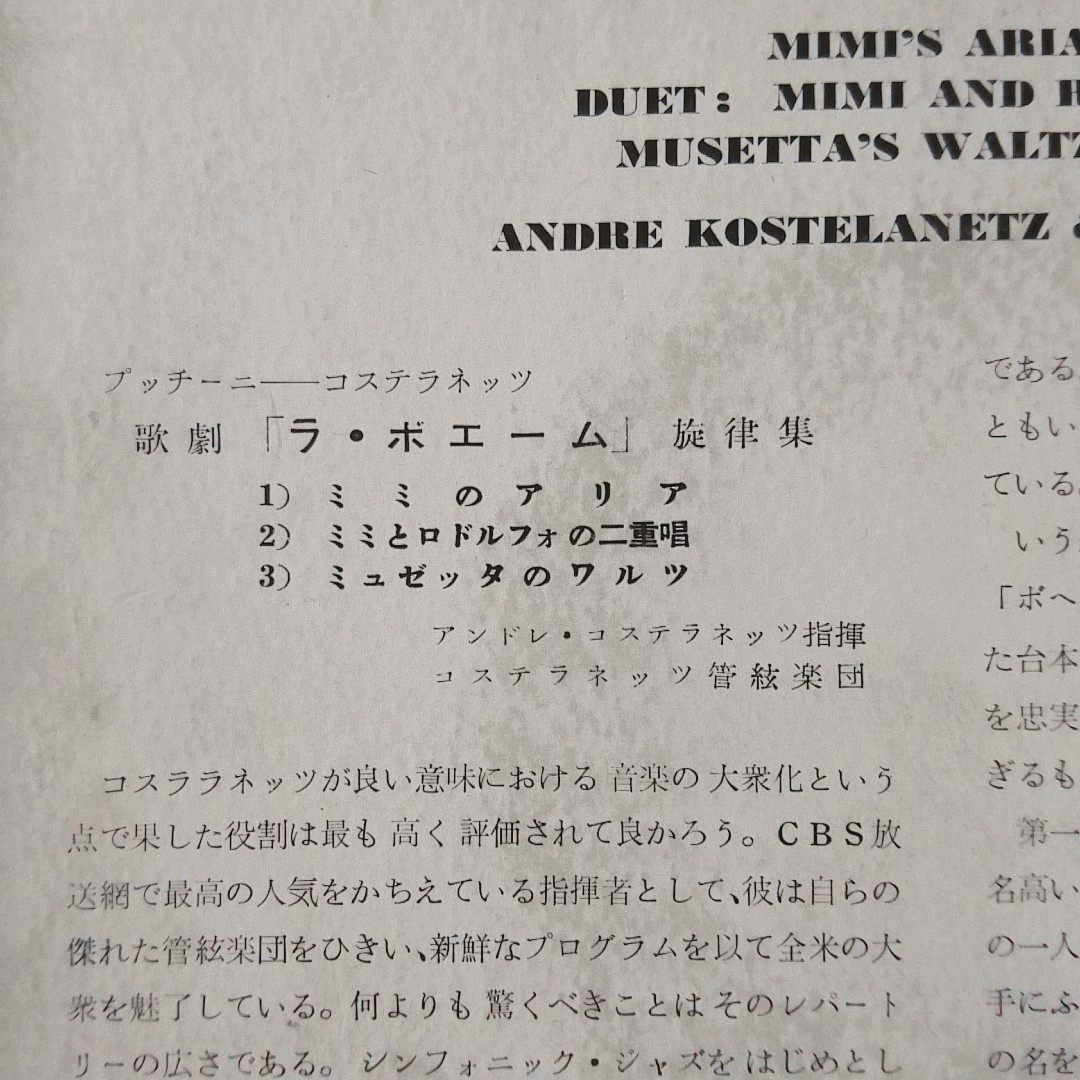 MIMI'S ARIA
DUET: MIMI AND
MUSETTA'S WALTZ
ANDRE KOSTELANETZ
プッチーニ——コステラネッツ
歌劇「ラ・ボエーム」旋律集
1) ミミのアリア
2) ミミとロドルフォの二重唱
3) ミュゼッタのワルツ
アンドレ・コステラネッツ指揮
コステラネッツ管絃楽団
コスララネッツが良い意味における音楽の大衆化という
点で果した役割は最も高く評価されて良かろう。CBS放
送網で最高の人気をかちえている指揮者として、彼は自らの
傑れた管絃楽団をひきい、新鮮なプログラムを以て全米の大
衆を魅了している。何よりも驚くべきことはそのレパート
リーの広さである。シンフォニック・ジャズをはじめとし
である
ともい
ている
いう
「ボヘ
た台本
を忠実
ぎるも
第一
名高い
の一人
手にふ
の名を